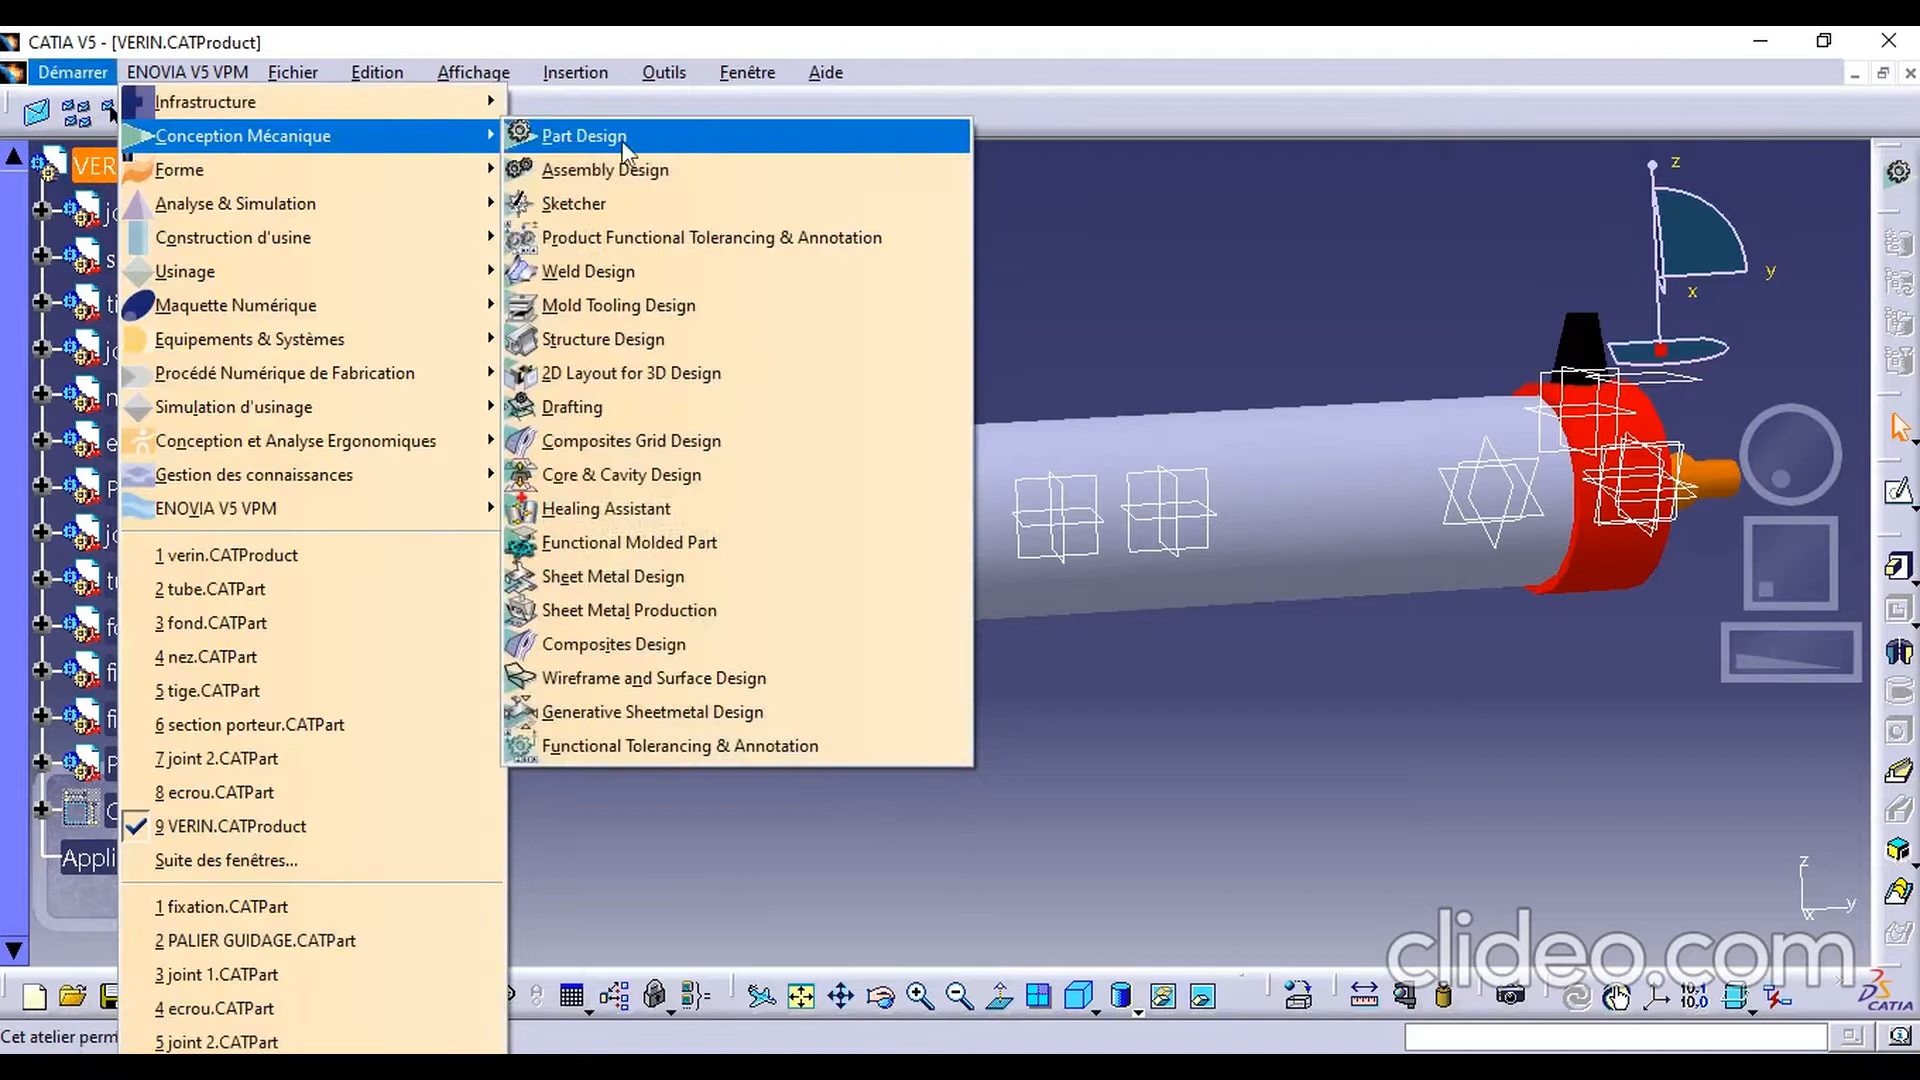 CATIA V5 - [VERIN.CATProduct]
Démarrer ENOVIA V5 VPM Fichier Edition Affichage Insertion Outils Fenêtre Aide
Infrastructure
Conception Mécanique
Forme
Analyse & Simulation
Construction d'usine
Usinage
Maquette Numérique
Equipements & Systèmes
Procédé Numérique de Fabrication
Simulation d'usinage
Conception et Analyse Ergonomiques
Gestion des connaissances
ENOVIA V5 VPM
1 verin.CATProduct
2 tube.CATPart
3 fond.CATPart
4 nez.CATPart
5 tige.CATPart
6 section porteur.CATPart
7 joint 2.CATPart
8 ecrou.CATPart
9 VERIN.CATProduct
Suite des fenêtres...
1 fixation.CATPart
2 PALIER GUIDAGE.CATPart
3 joint 1.CATPart
4 ecrou.CATPart
5 joint 2.CATPart
Part Design
Assembly Design
Sketcher
Product Functional Tolerancing & Annotation
Weld Design
Mold Tooling Design
Structure Design
2D Layout for 3D Design
Drafting
Composites Grid Design
Core & Cavity Design
Healing Assistant
Functional Molded Part
Sheet Metal Design
Sheet Metal Production
Composites Design
Wireframe and Surface Design
Generative Sheetmetal Design
Functional Tolerancing & Annotation
VER
Appli
z
y
x
z
y
x
clideo.com
10,1
10,0
CATIA
Cet atelier perm